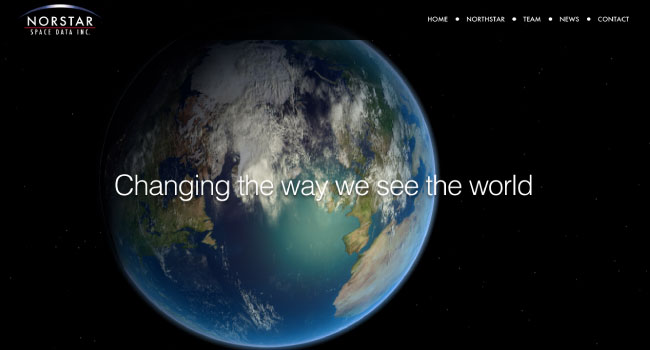 NORSTAR
SPACE DATA INC.
HOME • NORTHSTAR • TEAM • NEWS • CONTACT
Changing the way we see the world